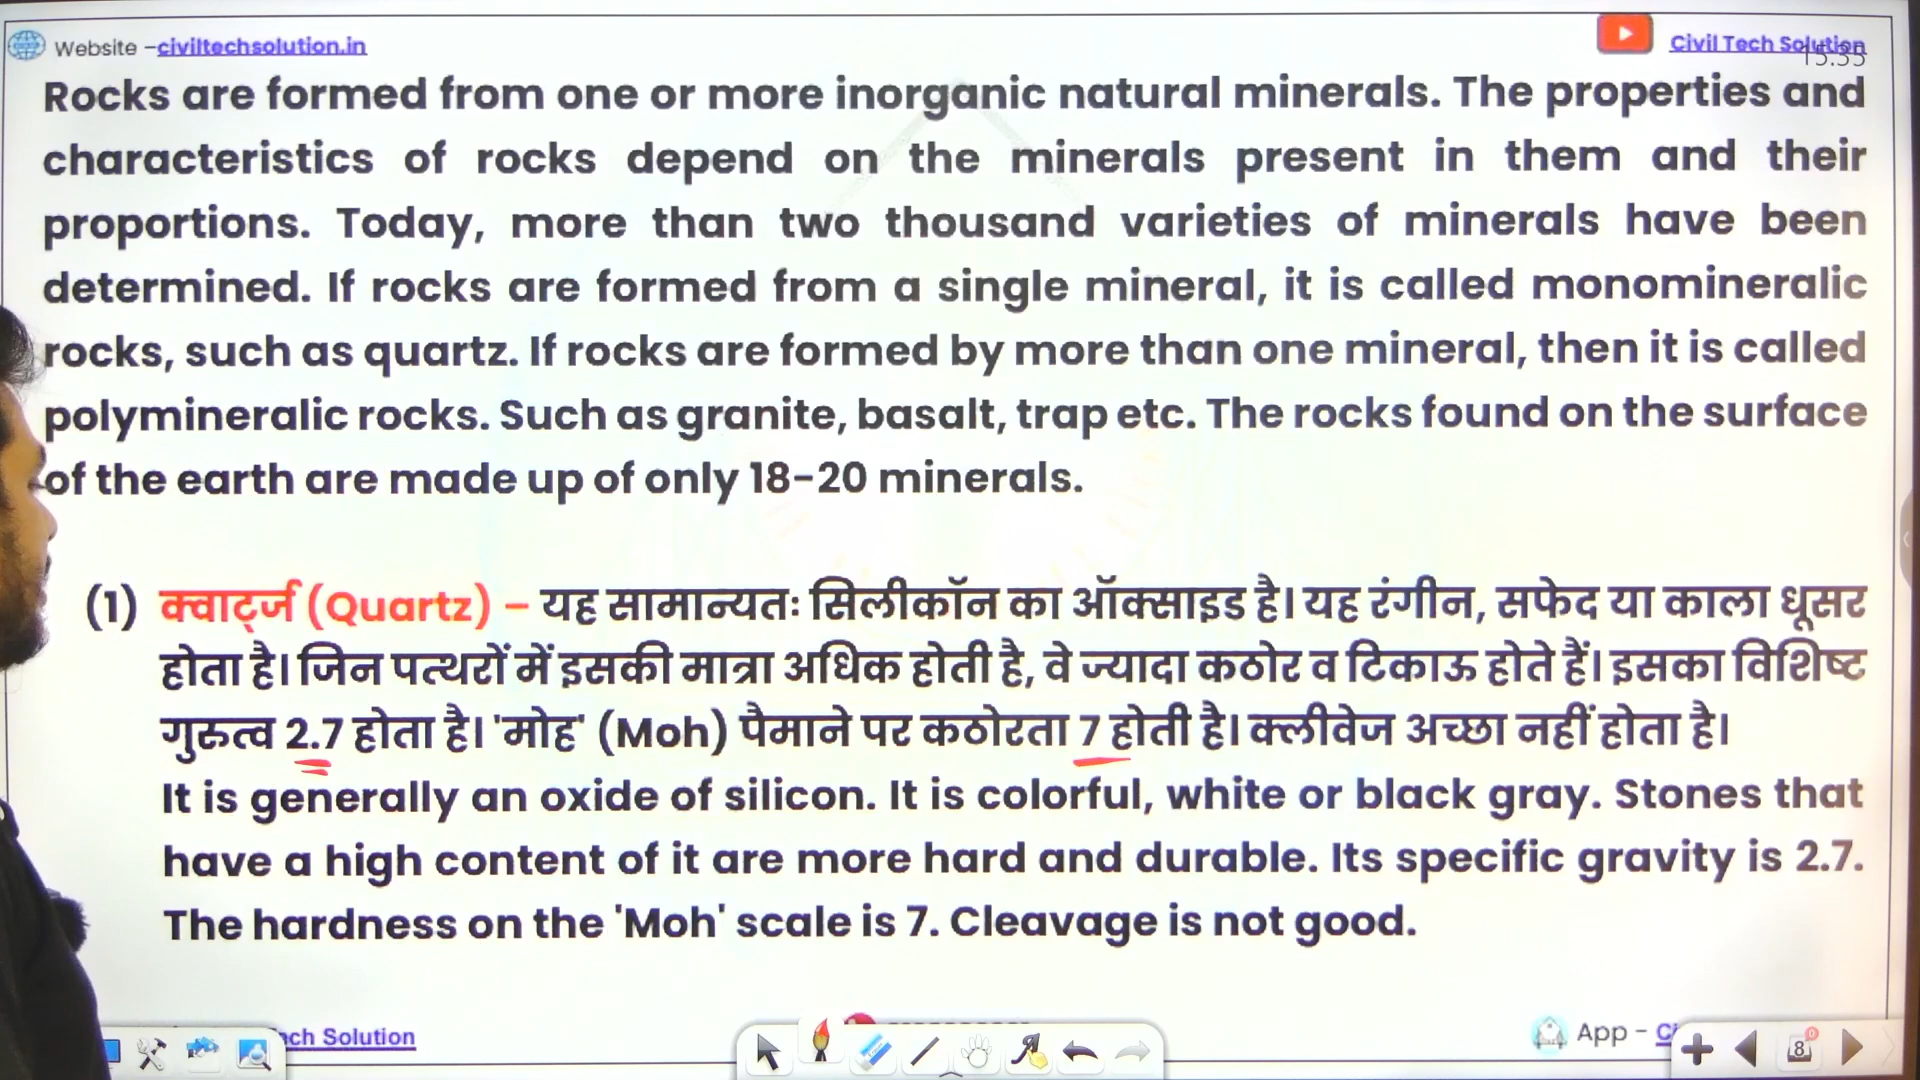 Website –civiltechsolution.in
Civil Tech Solution
15:35
Rocks are formed from one or more inorganic natural minerals. The properties and
characteristics of rocks depend on the minerals present in them and their
proportions. Today, more than two thousand varieties of minerals have been
determined. If rocks are formed from a single mineral, it is called monomineralic
rocks, such as quartz. If rocks are formed by more than one mineral, then it is called
polymineralic rocks. Such as granite, basalt, trap etc. The rocks found on the surface
of the earth are made up of only 18-20 minerals.
(1) क्वाट्र्ज (Quartz) – यह सामान्यतः सिलीकॉन का ऑक्साइड है। यह रंगीन, सफेद या काला धूसर
होता है। जिन पत्थरों में इसकी मात्रा अधिक होती है, वे ज्यादा कठोर व टिकाऊ होते हैं। इसका विशिष्ट
गुरुत्व 2.7 होता है। 'मोह' (Moh) पैमाने पर कठोरता 7 होती है। क्लीवेज अच्छा नहीं होता है।
It is generally an oxide of silicon. It is colorful, white or black gray. Stones that
have a high content of it are more hard and durable. Its specific gravity is 2.7.
The hardness on the 'Moh' scale is 7. Cleavage is not good.
Solution
App –
8